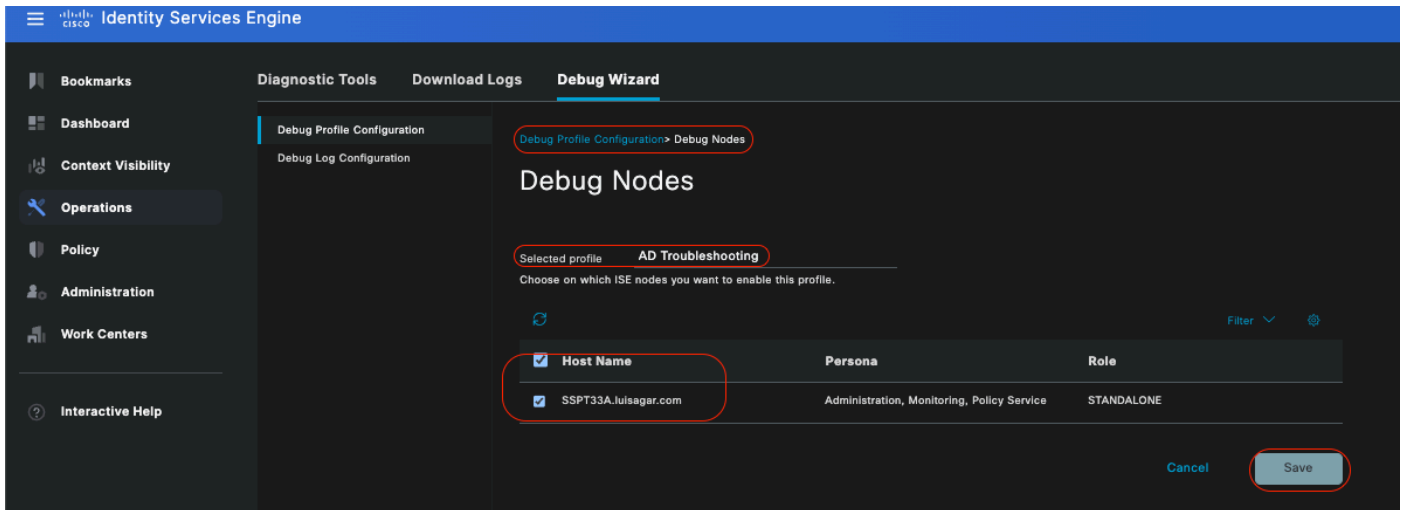 cisco Identity Services Engine
Bookmarks
Dashboard
Context Visibility
Operations
Policy
Administration
Work Centers
? Interactive Help
Diagnostic Tools Download Logs Debug Wizard
Debug Profile Configuration
Debug Log Configuration
Debug Profile Configuration> Debug Nodes
Debug Nodes
Selected profile AD Troubleshooting
Choose on which ISE nodes you want to enable this profile.
Filter
Host Name Persona Role
SSPT33A.luisagar.com Administration, Monitoring, Policy Service STANDALONE
Cancel Save